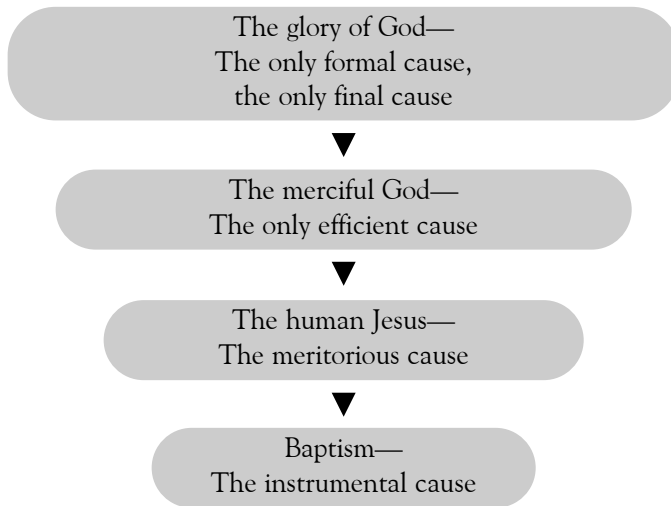 The glory of God—
The only formal cause,
the only final cause
The merciful God—
The only efficient cause
The human Jesus—
The meritorious cause
Baptism—
The instrumental cause